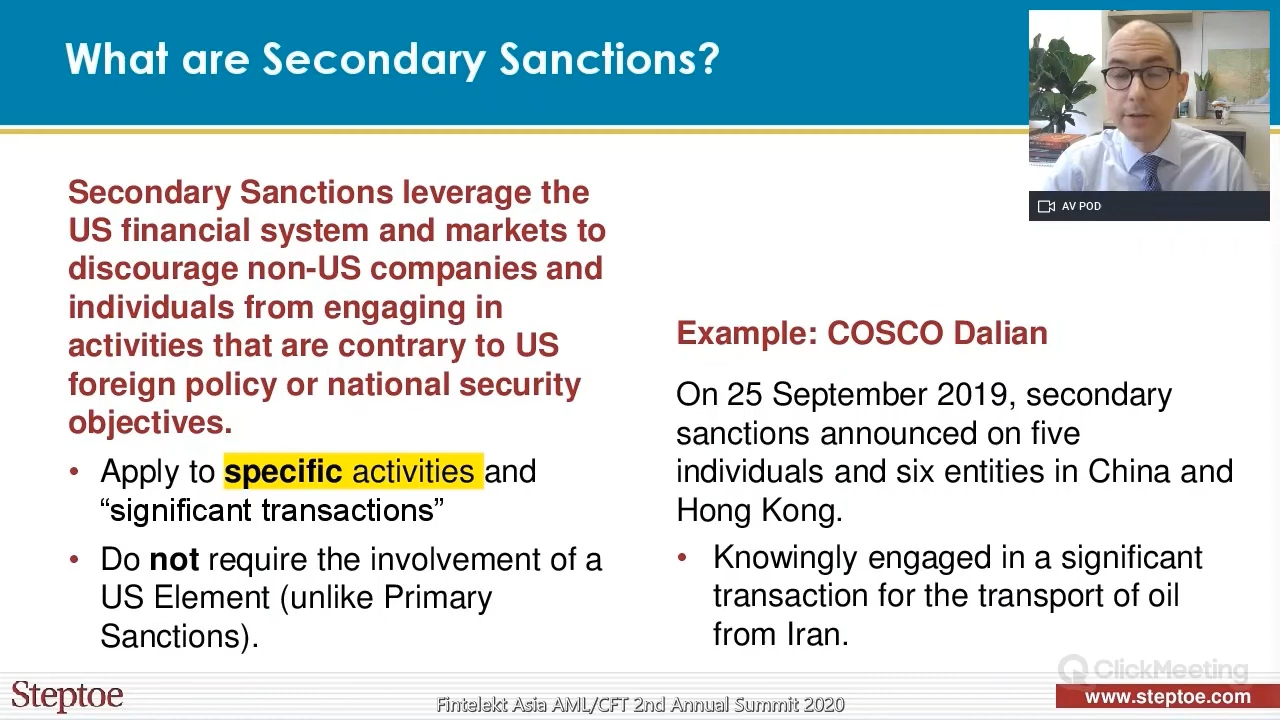 What are Secondary Sanctions?
AV POD
Secondary Sanctions leverage the
US financial system and markets to
discourage non-US companies and
individuals from engaging in
activities that are contrary to US
foreign policy or national security
objectives.
• Apply to specific activities and
“significant transactions”
• Do not require the involvement of a
US Element (unlike Primary
Sanctions).
Example: COSCO Dalian
On 25 September 2019, secondary
sanctions announced on five
individuals and six entities in China and
Hong Kong.
• Knowingly engaged in a significant
transaction for the transport of oil
from Iran.
ClickMeeting
Steptoe
Fintelekt Asia AML/CFT 2nd Annual Summit 2020
www.steptoe.com